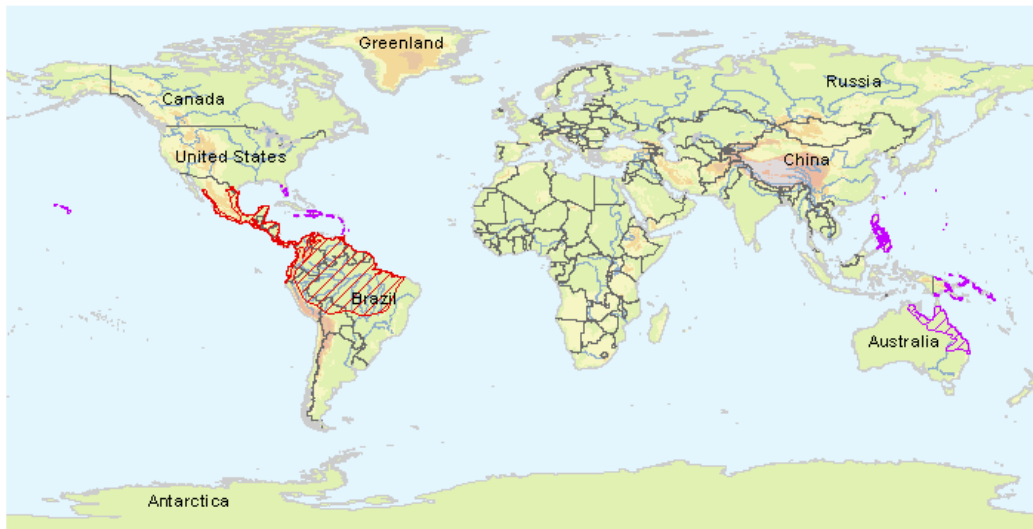 Greenland
Russia
Canada
United States
China
Brazil
Australia
Antarctica